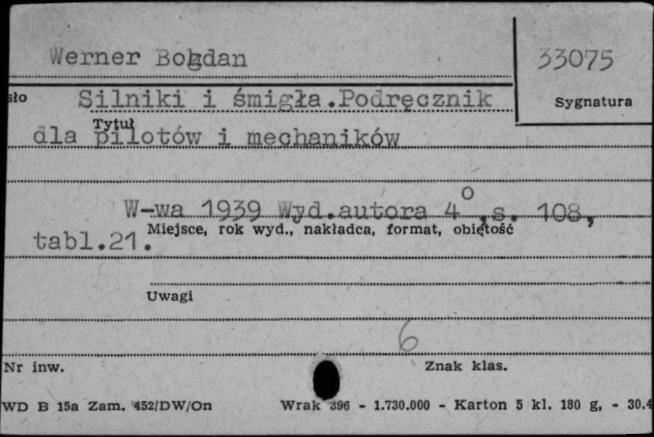 Werner Bogdan
33075
sło Silniki i śmigła.Podręcznik
Sygnatura
Tytuł
dla pilotów i mechaników
W-wa 1939 Wyd.autora 4°,s. 108,
Miejsce, rok wyd., nakładca, format, obiętość
tabl.21.
Uwagi
6
Nr inw. Znak klas.
WD B 15a Zam. 452/DW/On Wrak 396 - 1.730.000 - Karton 5 kl. 180 g, - 30.4